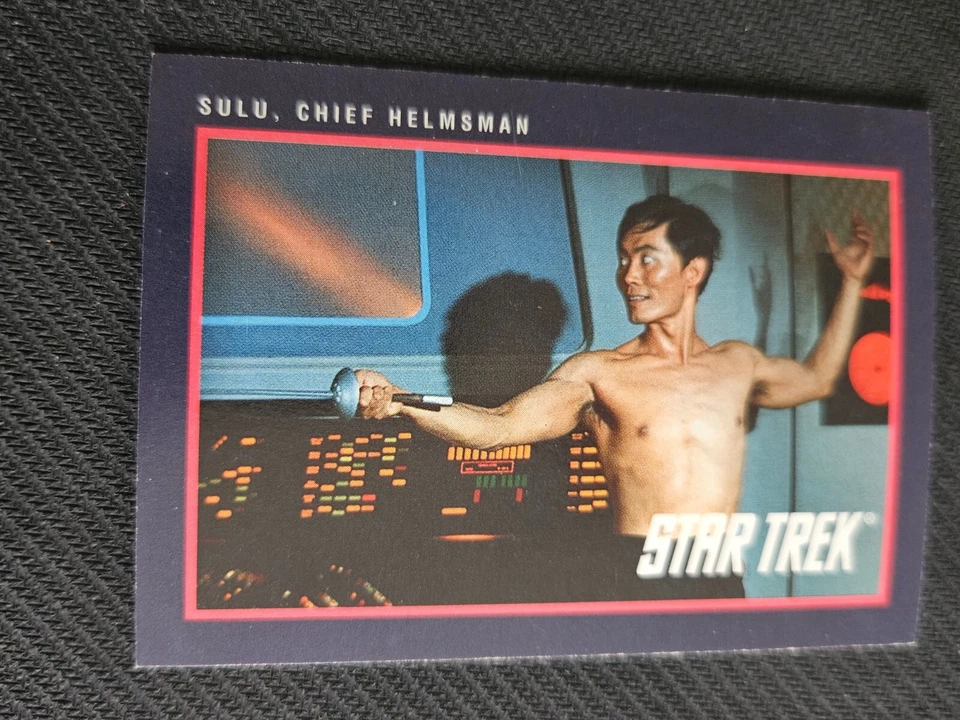 SULU, CHIEF HELMSMAN
STAR TREK